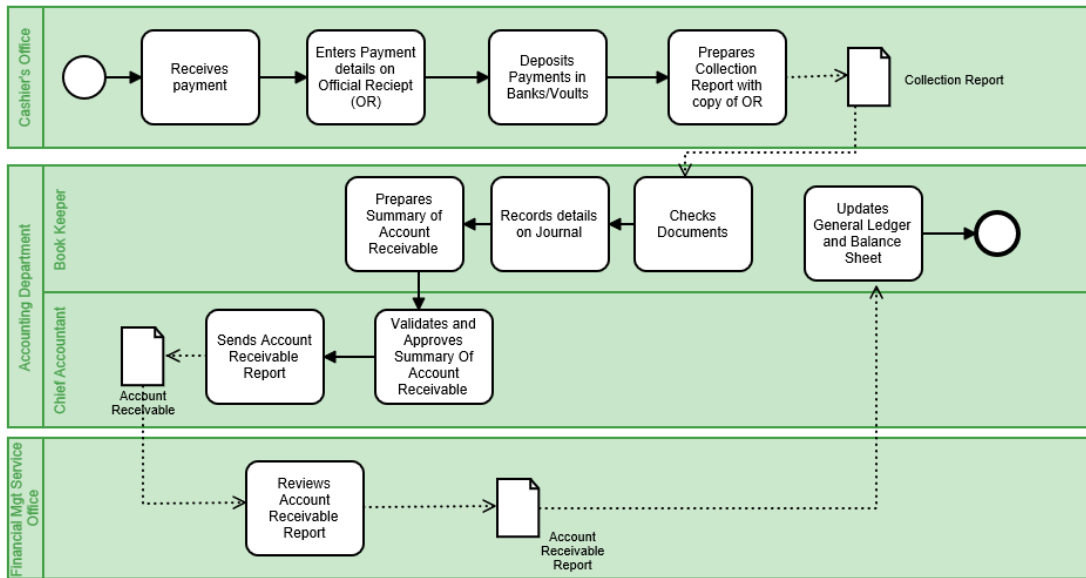 Cashier's Office
Receives
payment
Enters Payment
details on
Official Reciept
(OR)
Deposits
Payments in
Banks/Voults
Prepares
Collection
Report with
copy of OR
Collection Report
Accounting Department
Book Keeper
Prepares
Summary of
Account
Receivable
Records details
on Journal
Checks
Documents
Updates
General Ledger
and Balance
Sheet
Chief Accountant
Account
Receivable
Sends Account
Receivable
Report
Validates and
Approves
Summary Of
Account
Receivable
Financial Mgt Service
Office
Reviews
Account
Receivable
Report
Account
Receivable
Report